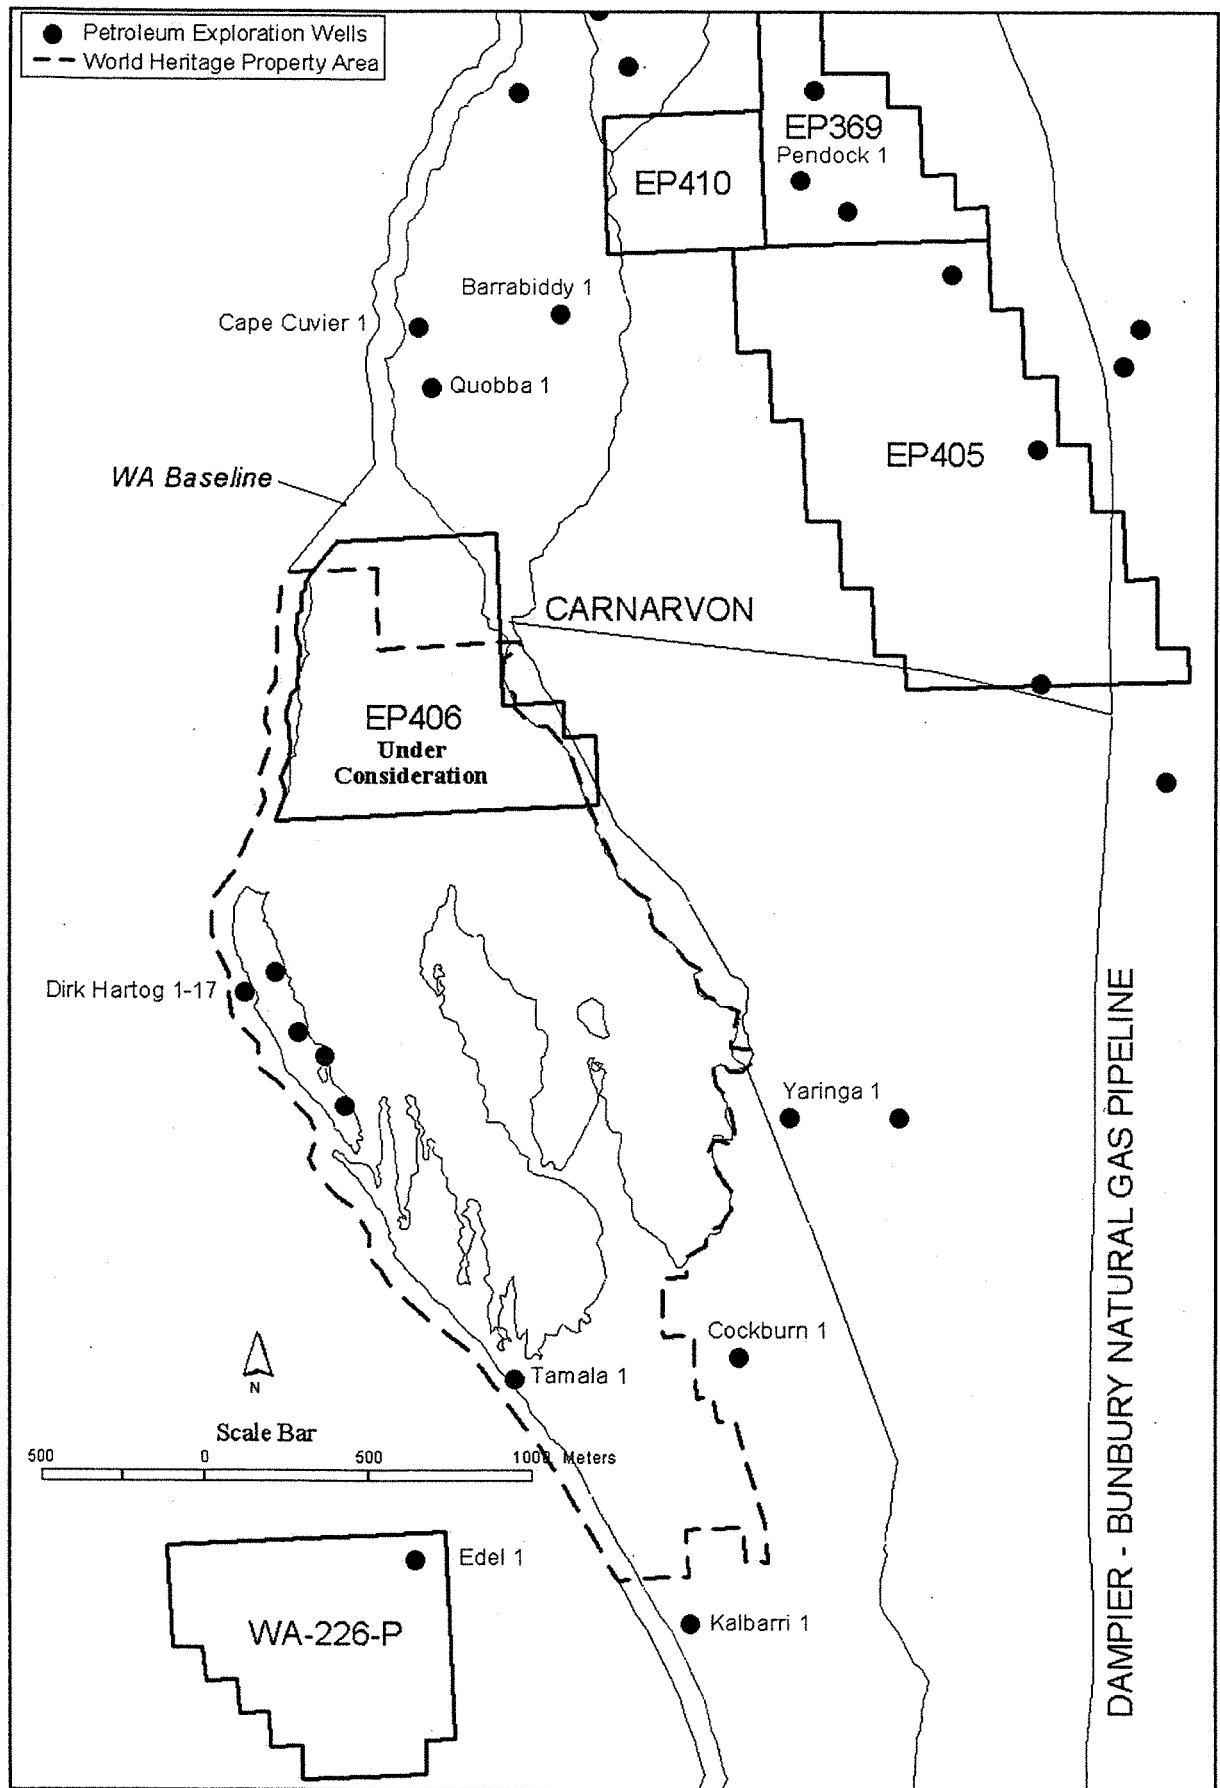 Petroleum Exploration Wells
World Heritage Property Area
EP369
Pendock 1
EP410
Barrabiddy 1
Cape Cuvier 1
Quobba 1
EP405
WA Baseline
CARNARVON
EP406
Under
Consideration
Dirk Hartog 1-17
Yaringa 1
DAMPIER - BUNBURY NATURAL GAS PIPELINE
Cockburn 1
Tamala 1
N
Scale Bar
500 0 500 1000 Meters
Edel 1
WA-226-P
Kalbarri 1